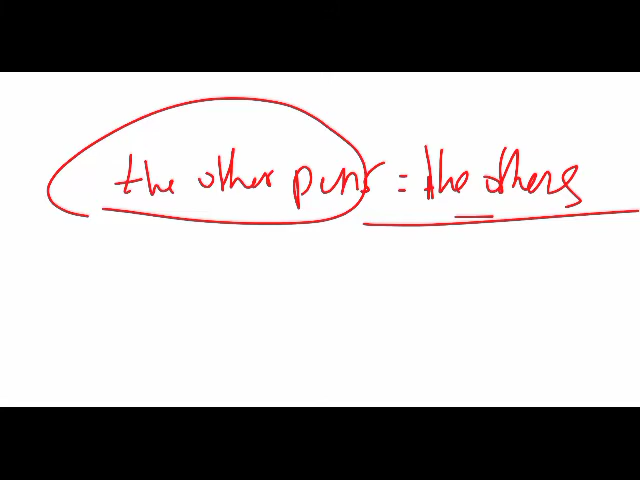 the other pens = the others